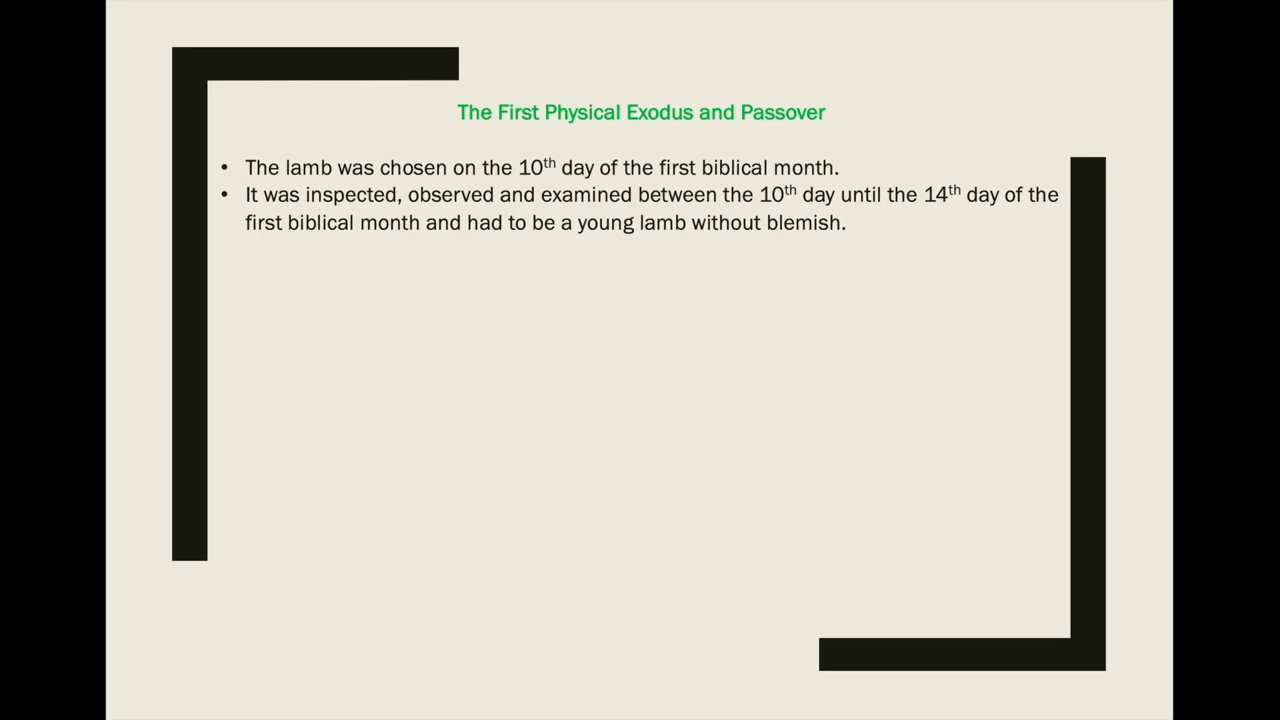 The First Physical Exodus and Passover
• The lamb was chosen on the 10th day of the first biblical month.
• It was inspected, observed and examined between the 10th day until the 14th day of the
first biblical month and had to be a young lamb without blemish.